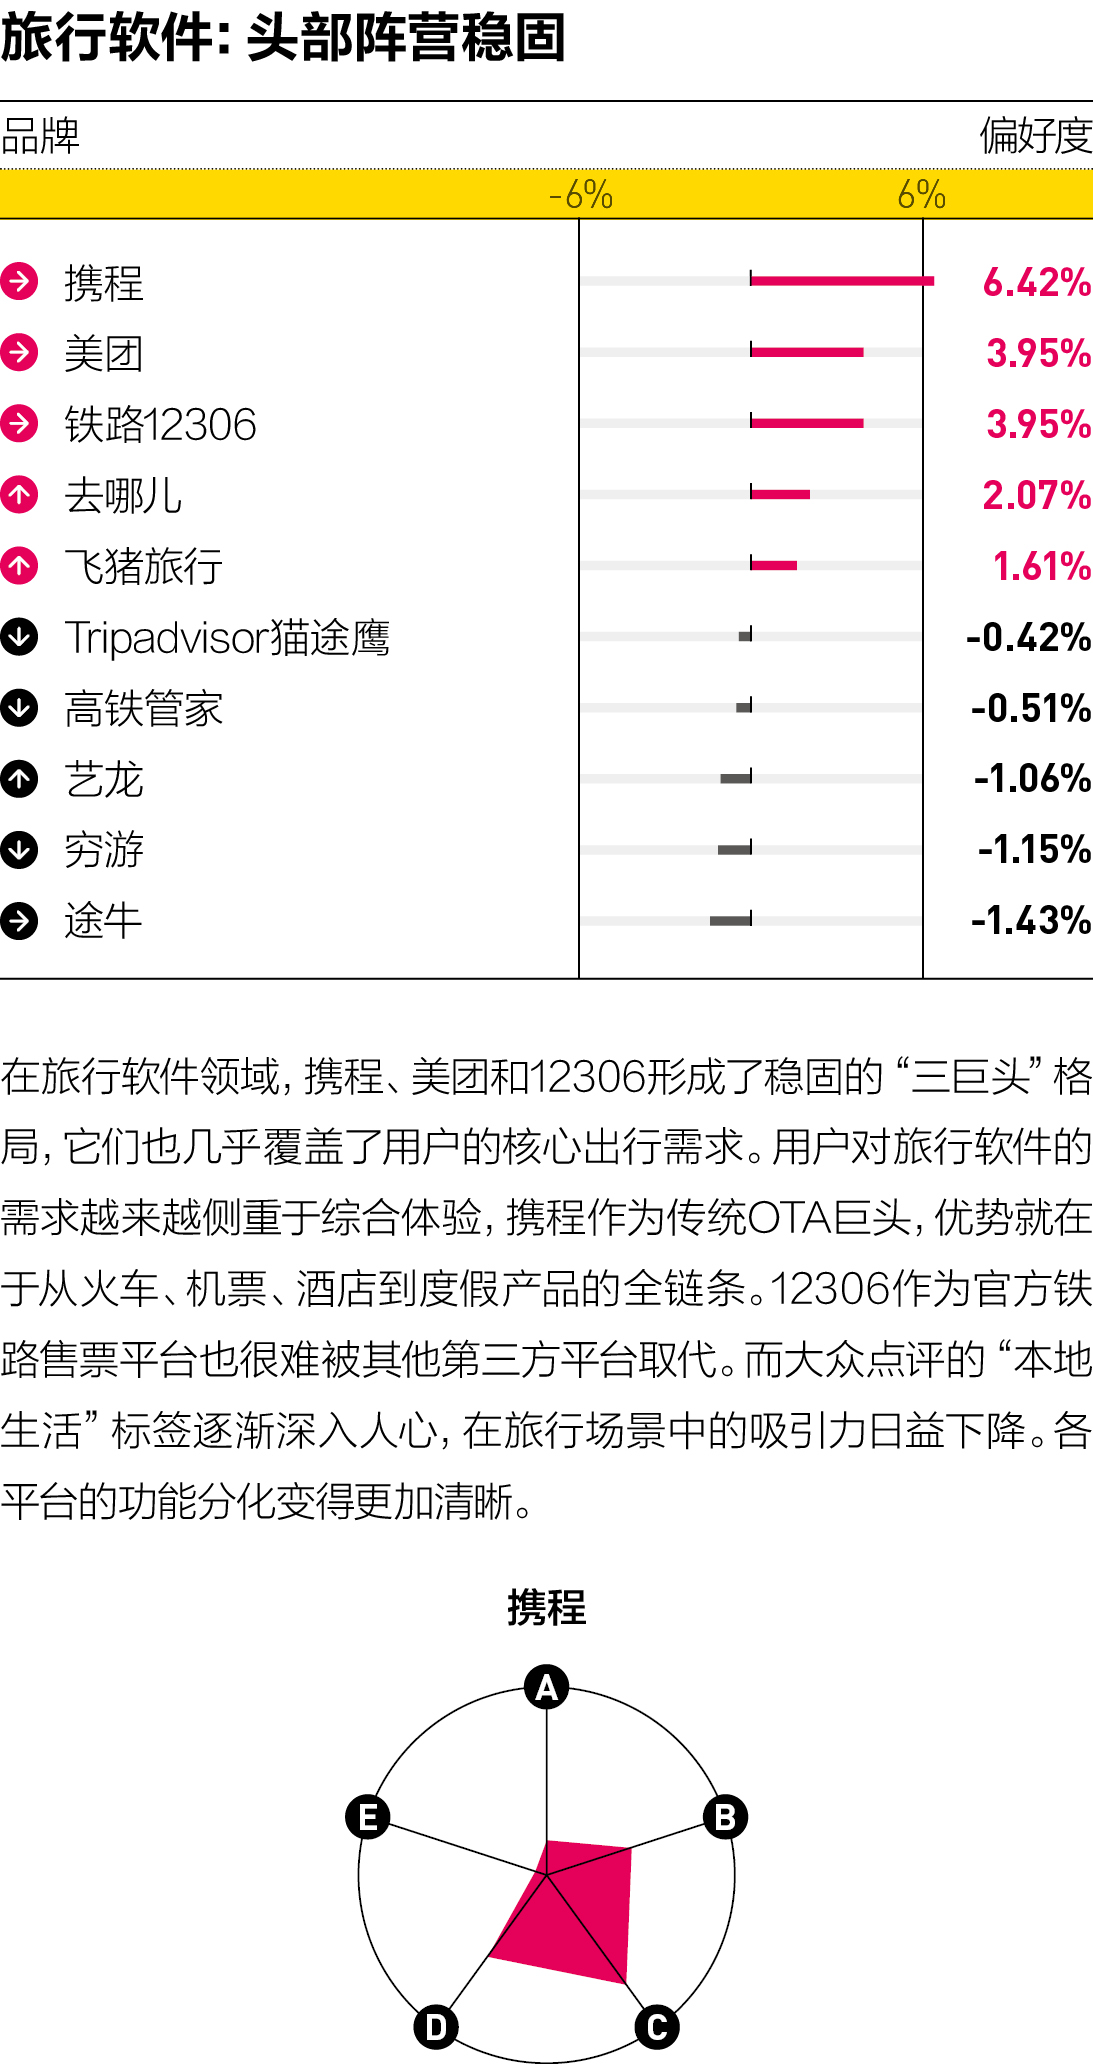 旅行软件：头部阵营稳固
品牌 偏好度
-6% 6%
携程 6.42%
美团 3.95%
铁路12306 3.95%
去哪儿 2.07%
飞猪旅行 1.61%
Tripadvisor猫途鹰 -0.42%
高铁管家 -0.51%
艺龙 -1.06%
穷游 -1.15%
途牛 -1.43%
在旅行软件领域，携程、美团和12306形成了稳固的“三巨头”格
局，它们也几乎覆盖了用户的核心出行需求。用户对旅行软件的
需求越来越侧重于综合体验，携程作为传统OTA巨头，优势就在
于从火车、机票、酒店到度假产品的全链条。12306作为官方铁
路售票平台也很难被其他第三方平台取代。而大众点评的“本地
生活”标签逐渐深入人心，在旅行场景中的吸引力日益下降。各
平台的功能分化变得更加清晰。
携程
A
E B
D C